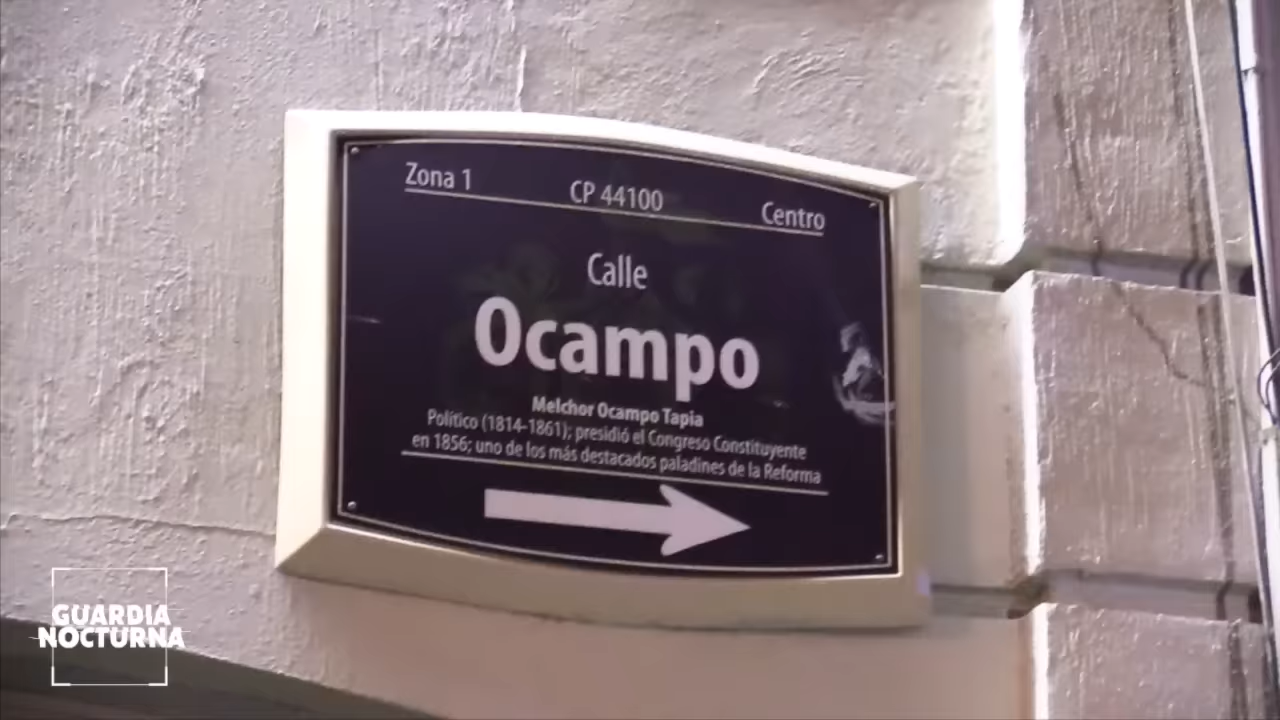 Zona 1 CP 44100 Centro
Calle
Ocampo
Melchor Ocampo Tapia
Político (1814-1861); presidió el Congreso Constituyente
en 1856; uno de los más destacados paladines de la Reforma
GUARDIA
NOCTURNA